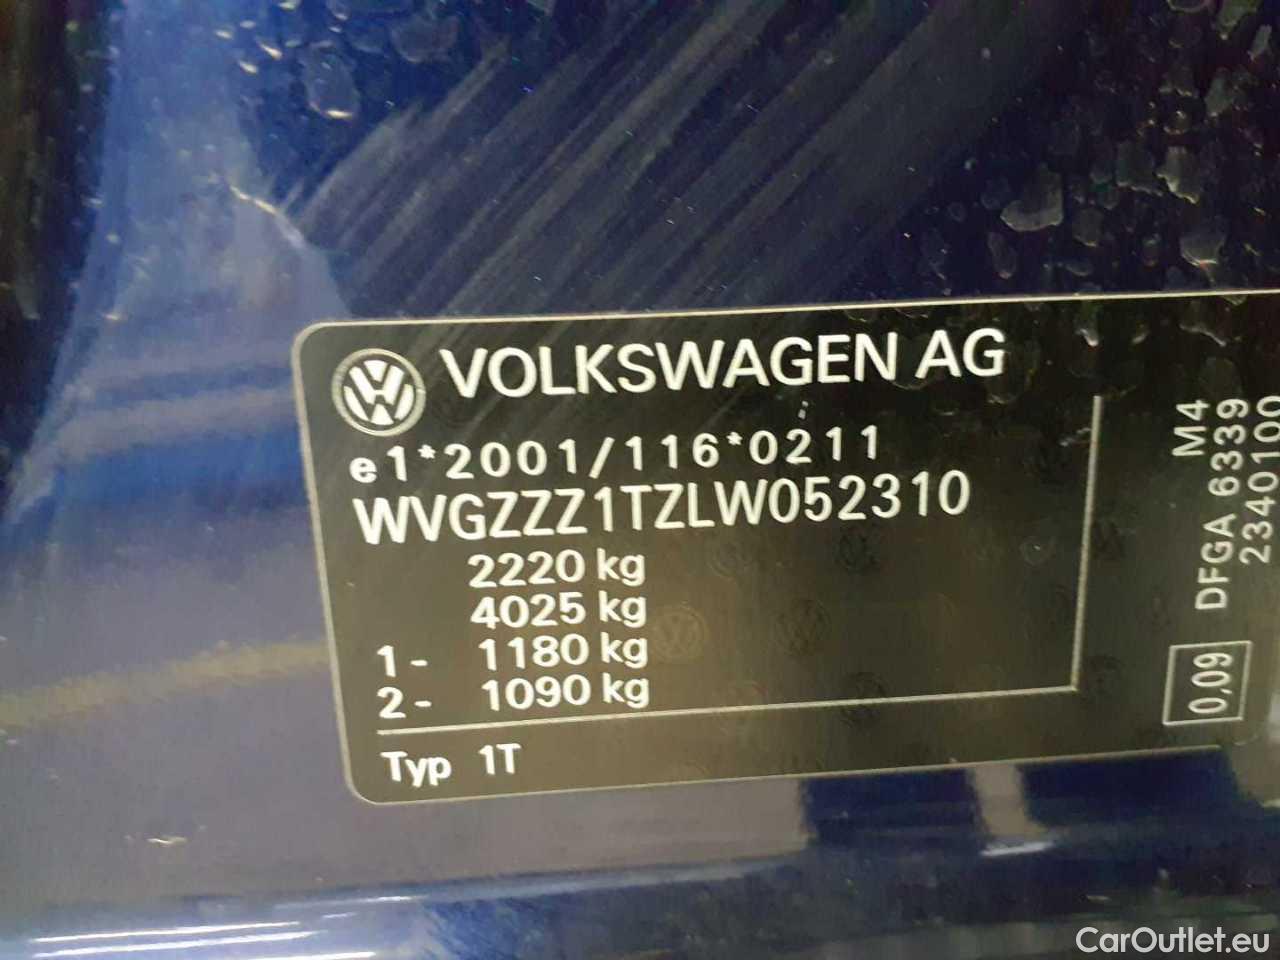 VOLKSWAGEN AG
e1*2001/116*0211
WVGZZZ1TZLW052310
2220 kg
4025 kg
1- 1180 kg
2- 1090 kg
Typ 1T
M4
DFGA 6339
2340100
0,09
CarOutlet.eu